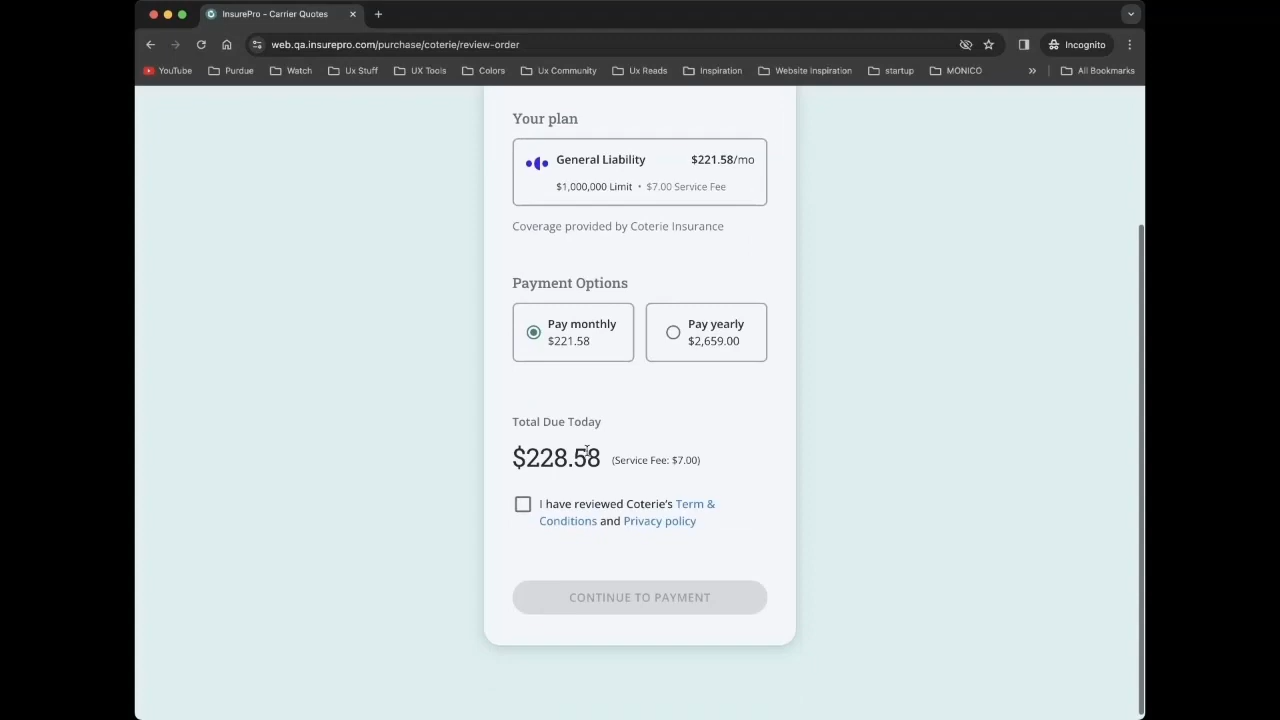 InsurePro - Carrier Quotes
web.qa.insurepro.com/purchase/coterie/review-order
Incognito
YouTube
Purdue
Watch
Ux Stuff
UX Tools
Colors
Ux Community
Ux Reads
Inspiration
Website Inspiration
startup
MONICO
All Bookmarks
Your plan
General Liability $221.58/mo
$1,000,000 Limit • $7.00 Service Fee
Coverage provided by Coterie Insurance
Payment Options
Pay monthly
$221.58
Pay yearly
$2,659.00
Total Due Today
$228.58 (Service Fee: $7.00)
I have reviewed Coterie's Term &
Conditions and Privacy policy
CONTINUE TO PAYMENT